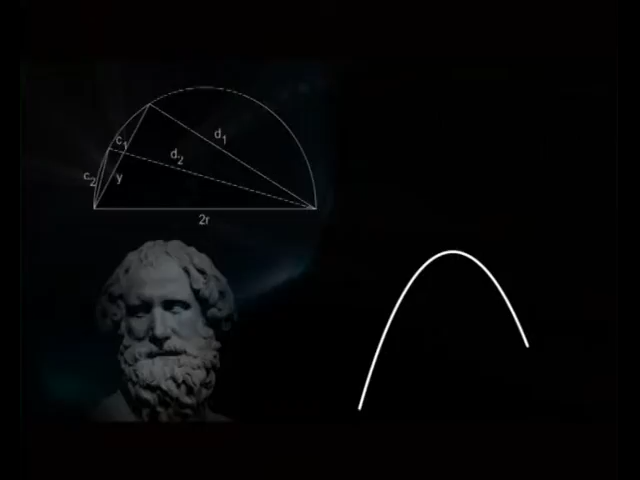 d₁
c₁
d₂
c₂
y
2r